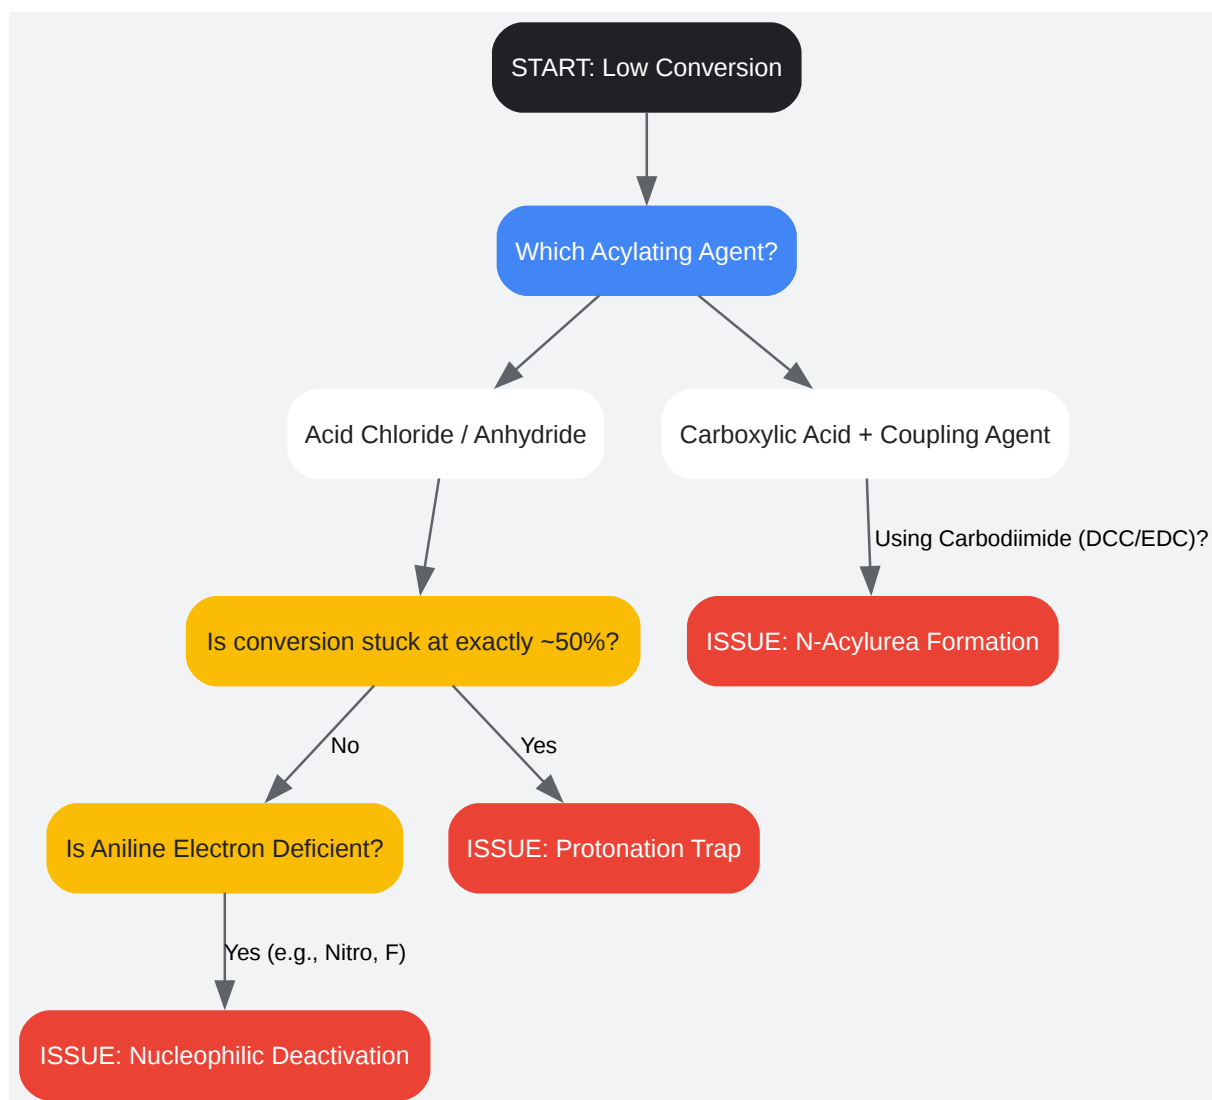 START: Low Conversion
Which Acylating Agent?
Acid Chloride / Anhydride
Carboxylic Acid + Coupling Agent
Using Carbodiimide (DCC/EDC)?
Is conversion stuck at exactly ~50%?
ISSUE: N-Acylurea Formation
No
Yes
Is Aniline Electron Deficient?
ISSUE: Protonation Trap
Yes (e.g., Nitro, F)
ISSUE: Nucleophilic Deactivation